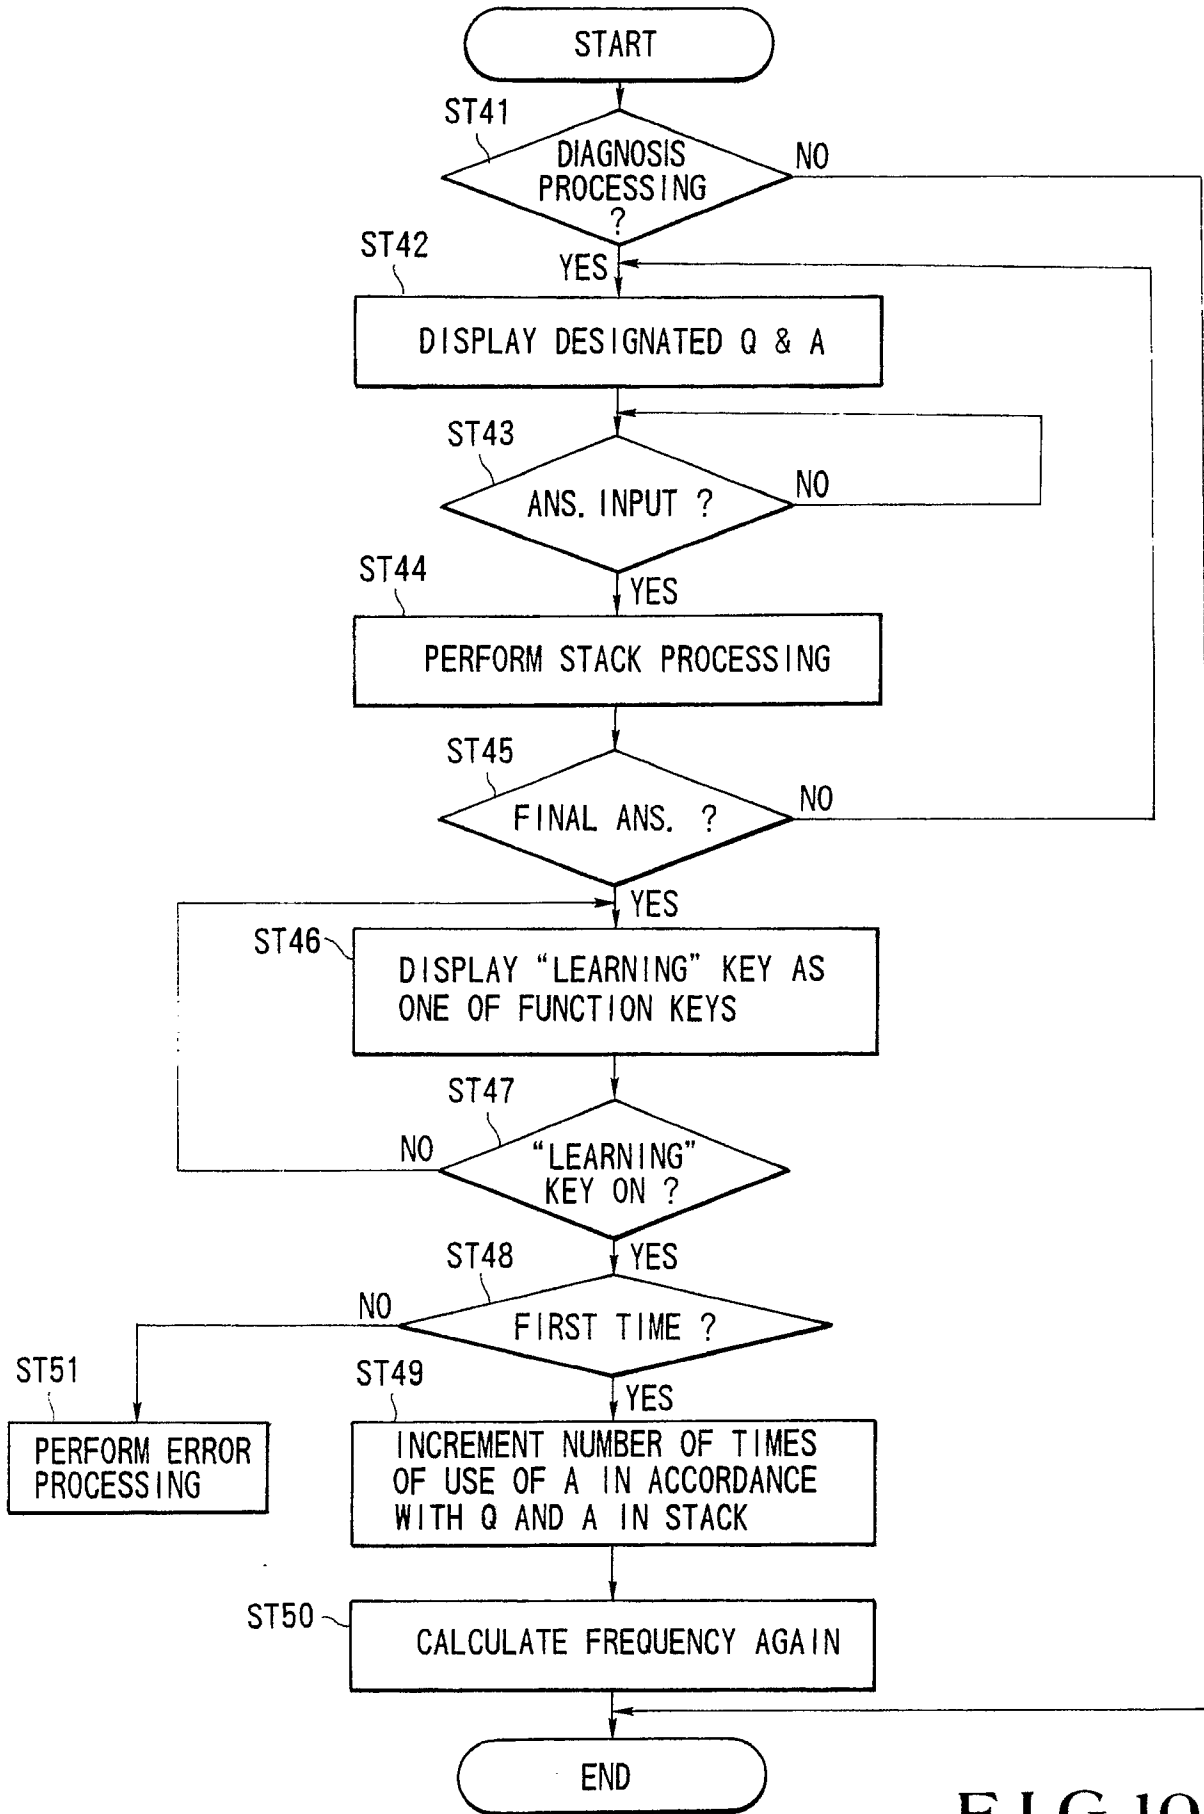 START
ST41
DIAGNOSIS
PROCESSING
?
NO
ST42
YES
DISPLAY DESIGNATED Q & A
ST43
ANS. INPUT ?
NO
ST44
YES
PERFORM STACK PROCESSING
ST45
FINAL ANS. ?
NO
YES
ST46
DISPLAY “LEARNING” KEY AS
ONE OF FUNCTION KEYS
ST47
NO
“LEARNING”
KEY ON ?
YES
ST48
NO
FIRST TIME ?
ST51
ST49
YES
PERFORM ERROR
PROCESSING
INCREMENT NUMBER OF TIMES
OF USE OF A IN ACCORDANCE
WITH Q AND A IN STACK
ST50
CALCULATE FREQUENCY AGAIN
END
FIG.10